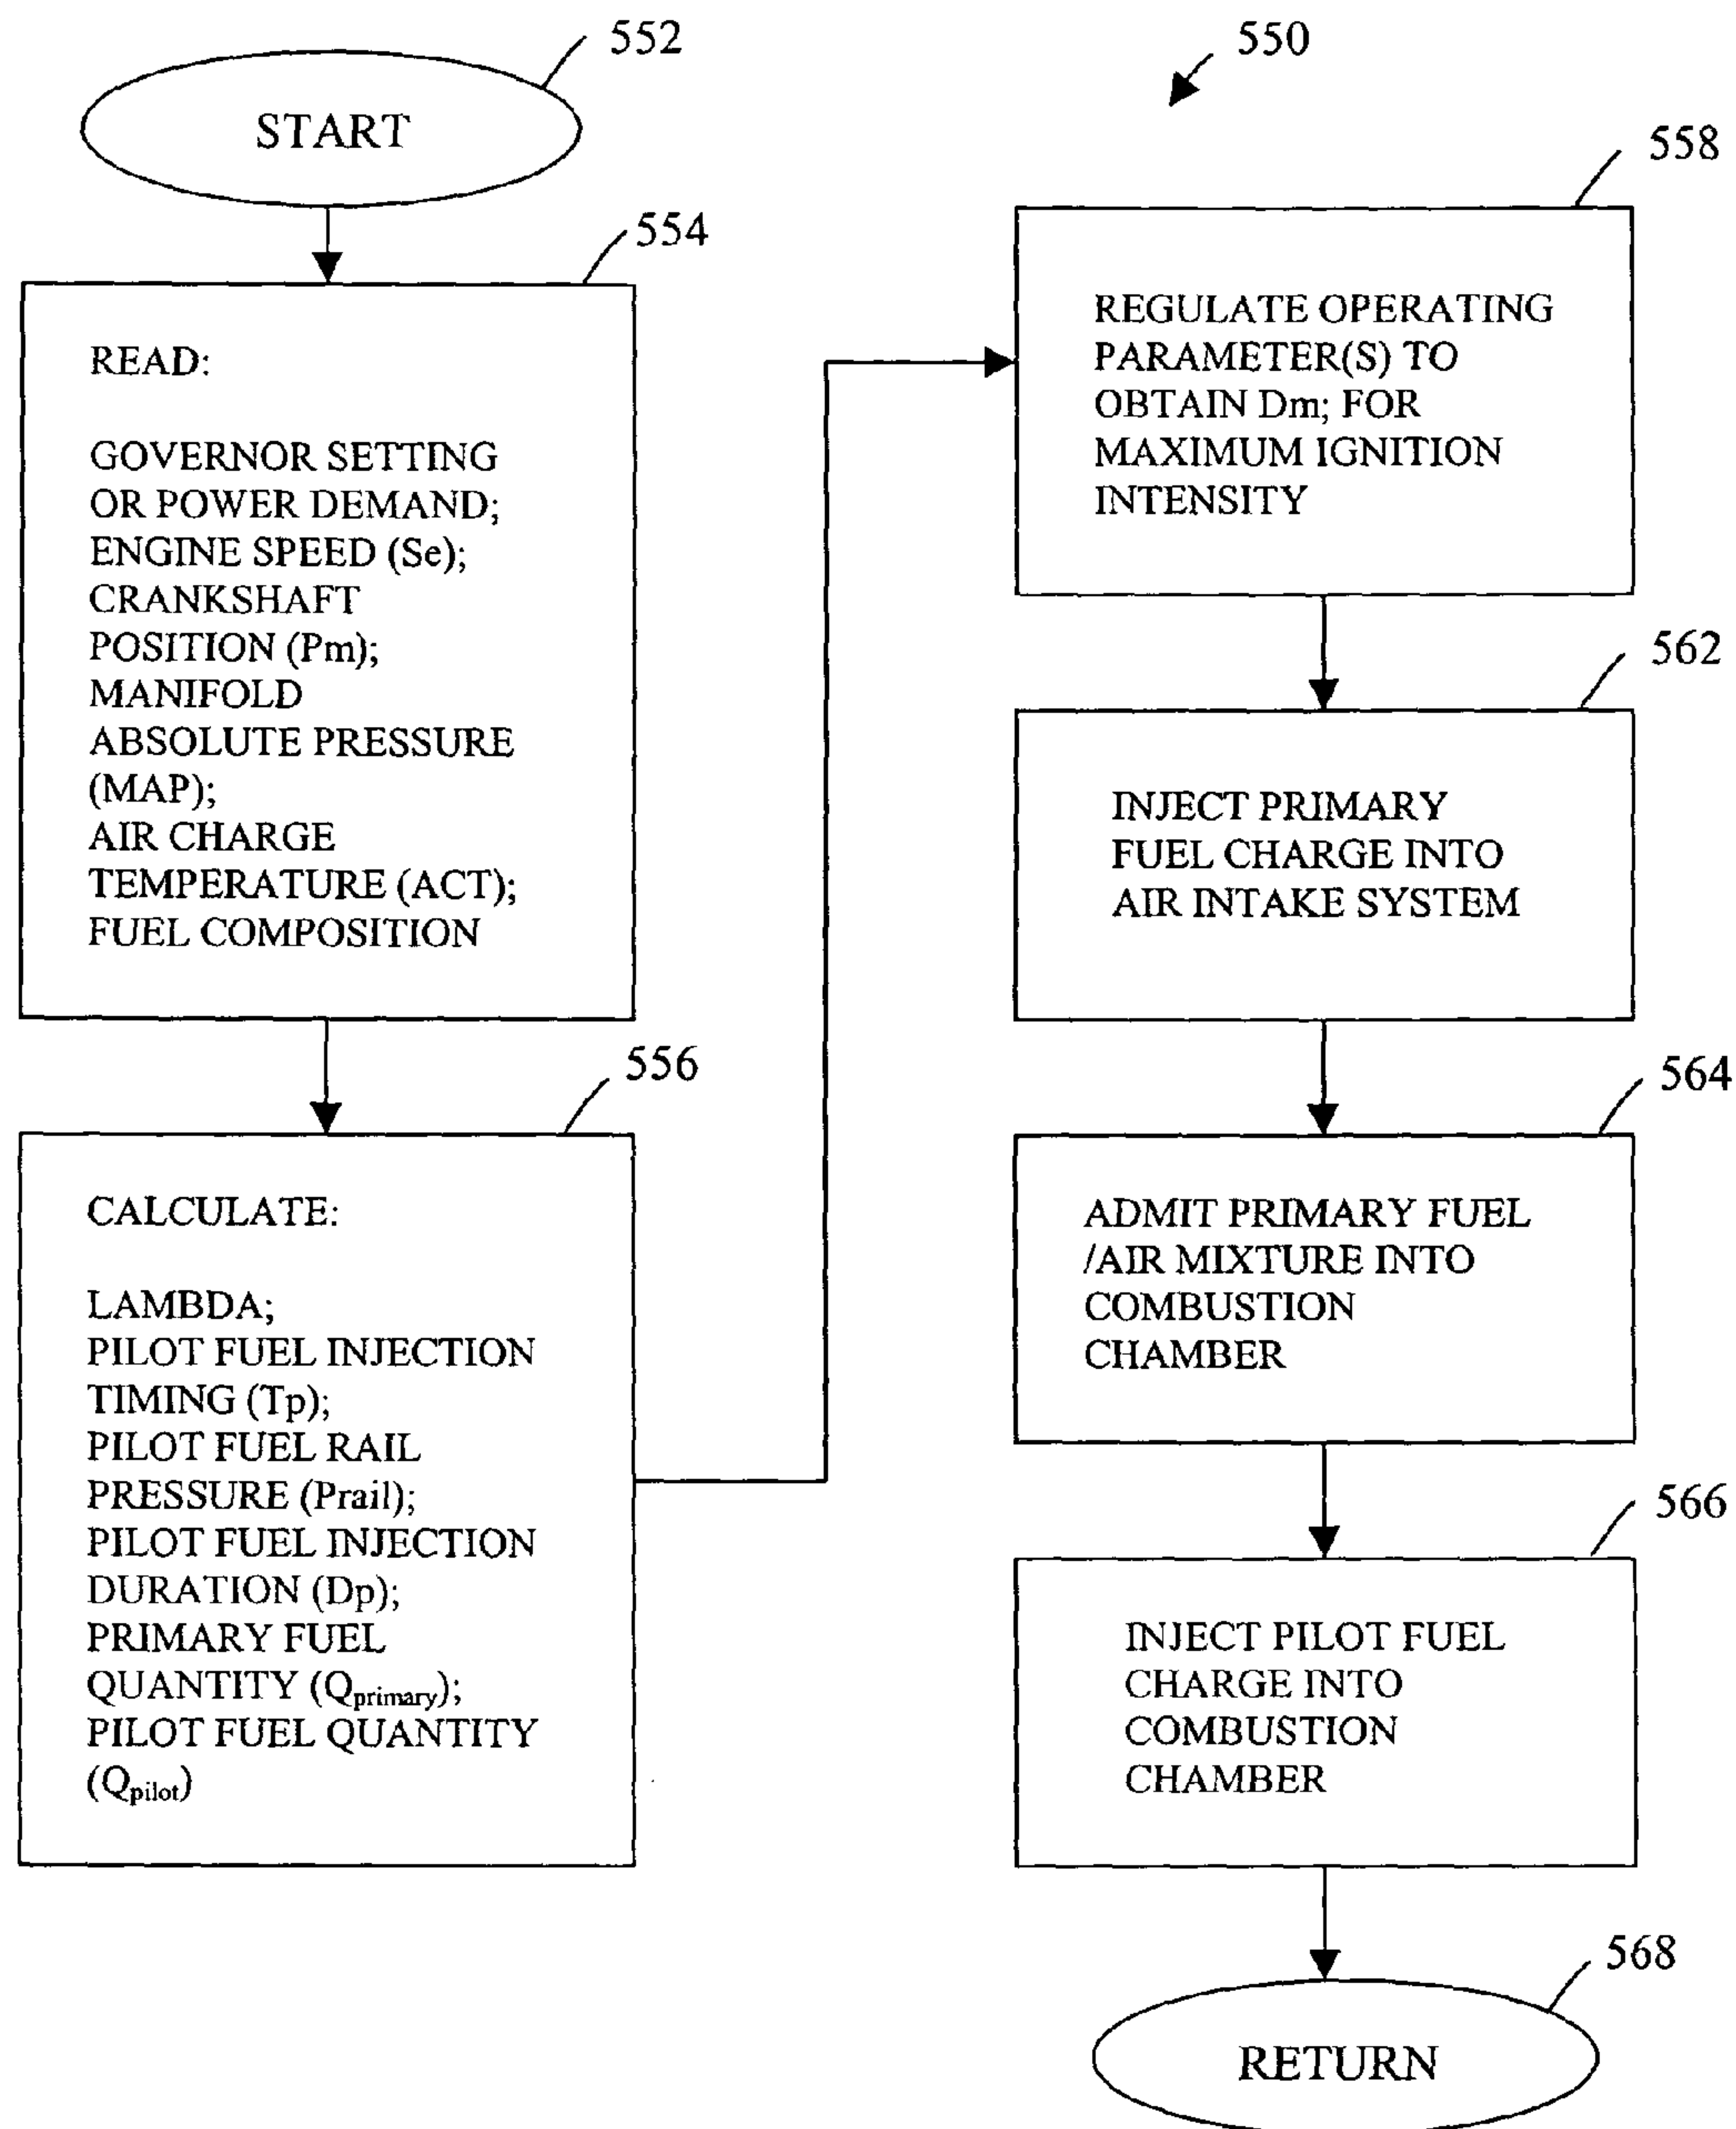 552
START
554
READ:
GOVERNOR SETTING
OR POWER DEMAND;
ENGINE SPEED (Se);
CRANKSHAFT
POSITION (Pm);
MANIFOLD
ABSOLUTE PRESSURE
(MAP);
AIR CHARGE
TEMPERATURE (ACT);
FUEL COMPOSITION
556
CALCULATE:
LAMBDA;
PILOT FUEL INJECTION
TIMING (Tp);
PILOT FUEL RAIL
PRESSURE (Prail);
PILOT FUEL INJECTION
DURATION (Dp);
PRIMARY FUEL
QUANTITY (Qprimary);
PILOT FUEL QUANTITY
(Qpilot)
550
558
REGULATE OPERATING
PARAMETER(S) TO
OBTAIN Dm; FOR
MAXIMUM IGNITION
INTENSITY
562
INJECT PRIMARY
FUEL CHARGE INTO
AIR INTAKE SYSTEM
564
ADMIT PRIMARY FUEL
/AIR MIXTURE INTO
COMBUSTION
CHAMBER
566
INJECT PILOT FUEL
CHARGE INTO
COMBUSTION
CHAMBER
568
RETURN